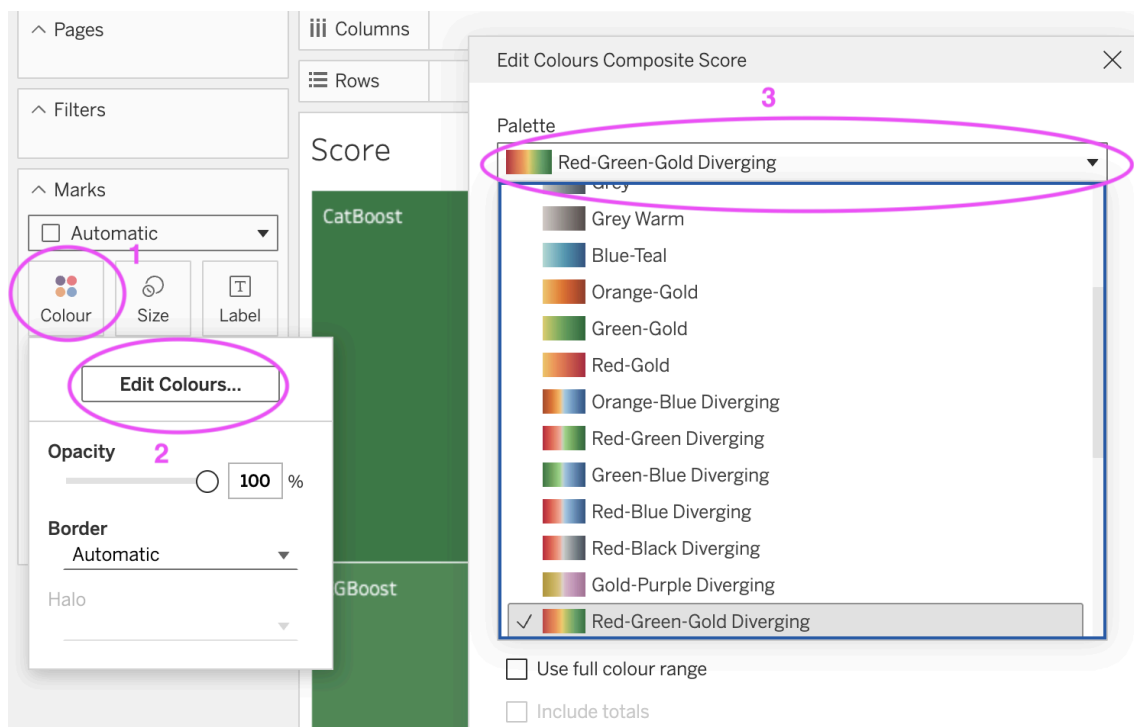 Pages
Columns
Rows
Filters
Score
Marks
Automatic
1
Colour
Size
Label
CatBoost
Edit Colours...
2
Opacity
100 %
Border
Automatic
Halo
GBoost
Edit Colours Composite Score
3
Palette
Red-Green-Gold Diverging
Grey
Grey Warm
Blue-Teal
Orange-Gold
Green-Gold
Red-Gold
Orange-Blue Diverging
Red-Green Diverging
Green-Blue Diverging
Red-Blue Diverging
Red-Black Diverging
Gold-Purple Diverging
Red-Green-Gold Diverging
Use full colour range
Include totals